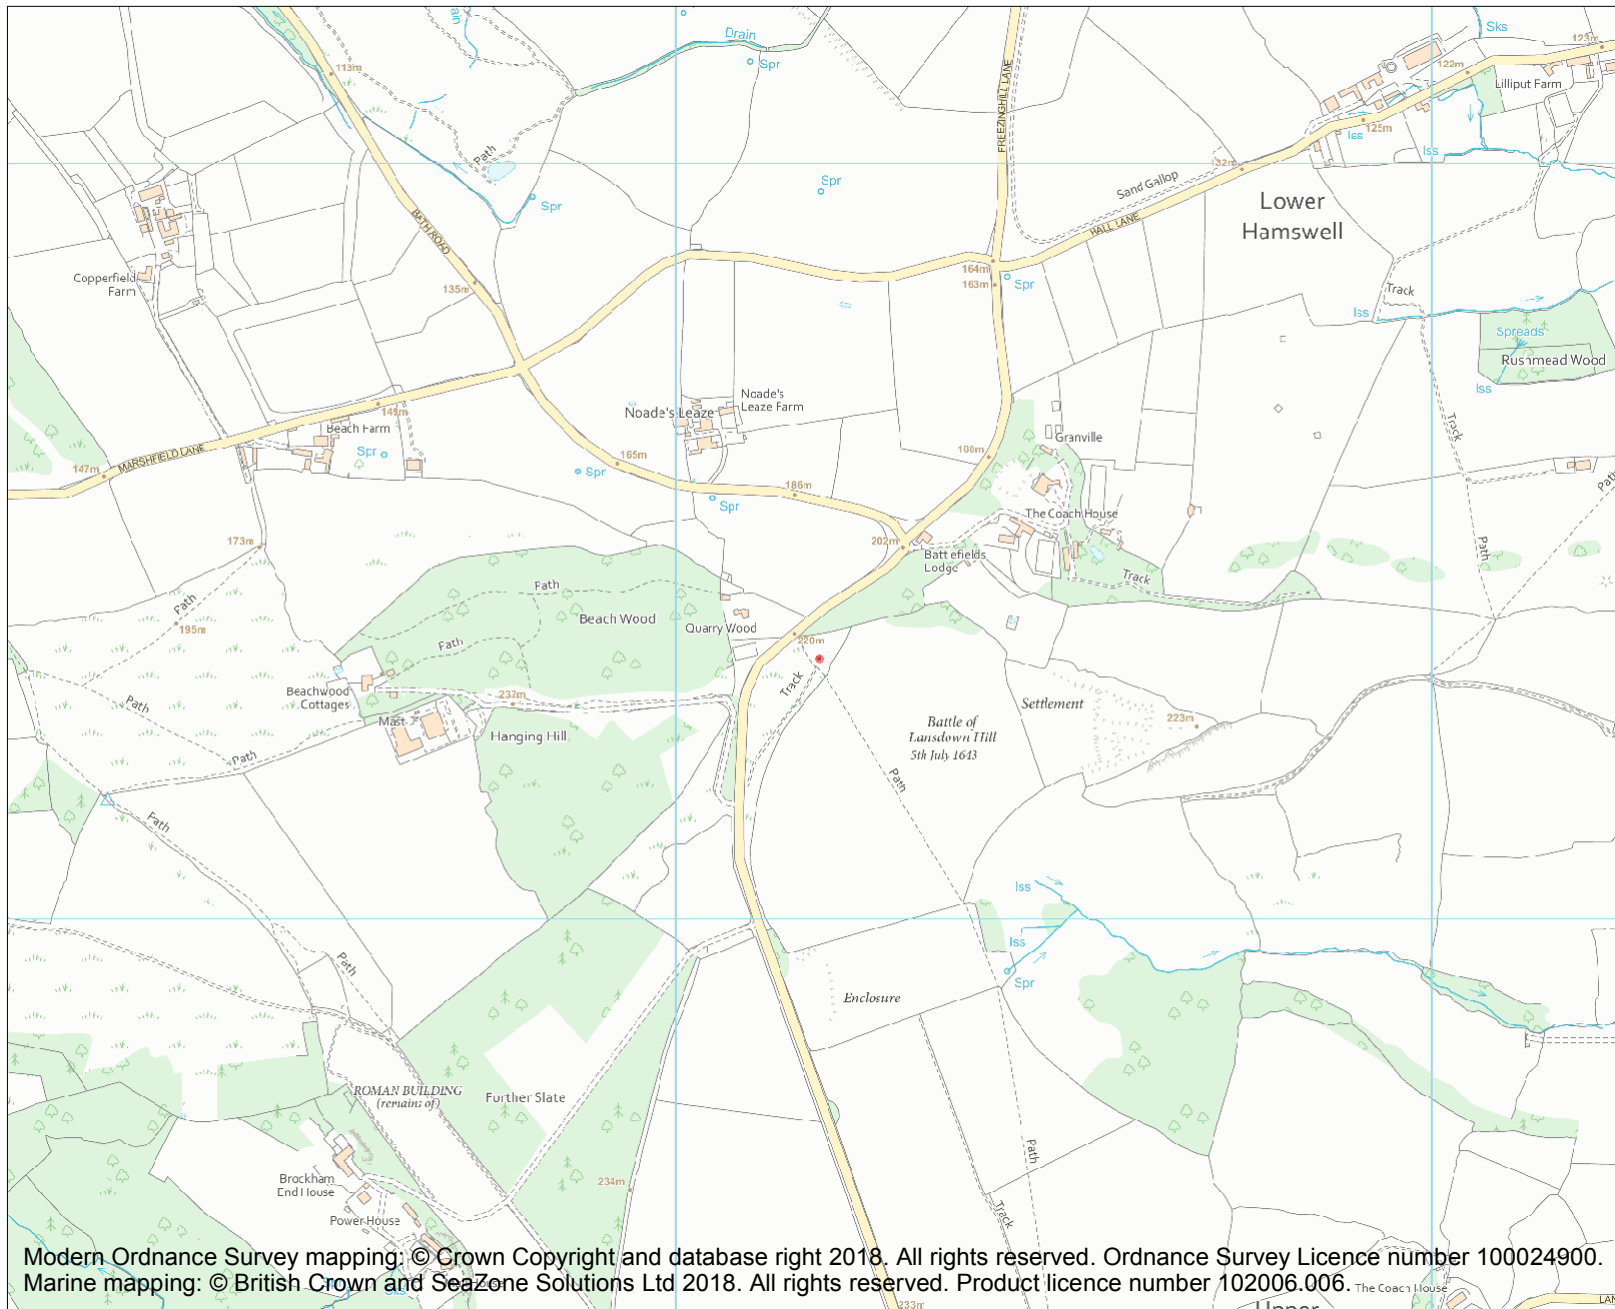 Sks
123m
Drain
Spr
122m
113m
Lilliput Farm
FREEZINGHILL LANE
125m
Iss
Iss
Path
132m
Spr
Sand Gallop
Spr
Lower
Hamswell
BATH ROAD
HALL LANE
Copperfield
Farm
164m
163m
Spr
135m
Track
Iss
Spreads
Rushmead Wood
Iss
149m
Noade's
Leaze Farm
Noade's Leaze
Beach Farm
Track
Granville
Spr
MARSHFIELD LANE
147m
165m
Spr
Path
186m
Spr
The Coach House
173m
202m
Path
Lodge
Track
Path
Path
Beach Wood
195m
Quarry Wood
220m
Track
Beachwood
Cottages
237m
Path
Settlement
Mast
Hanging Hill
223m
Battle of
Lansdown Hill
5th July 1643
Path
Path
Path
Iss
Iss
Spr
Path
Enclosure
ROMAN BUILDING
(remains of)
Further Slate
Path
Brockham
End House
234m
Track
Power House
Modern Ordnance Survey mapping: © Crown Copyright and database right 2018. All rights reserved. Ordnance Survey Licence number 100024900.
Marine mapping: © British Crown and SeaZone Solutions Ltd 2018. All rights reserved. Product licence number 102006.006.
The Coach House
233m